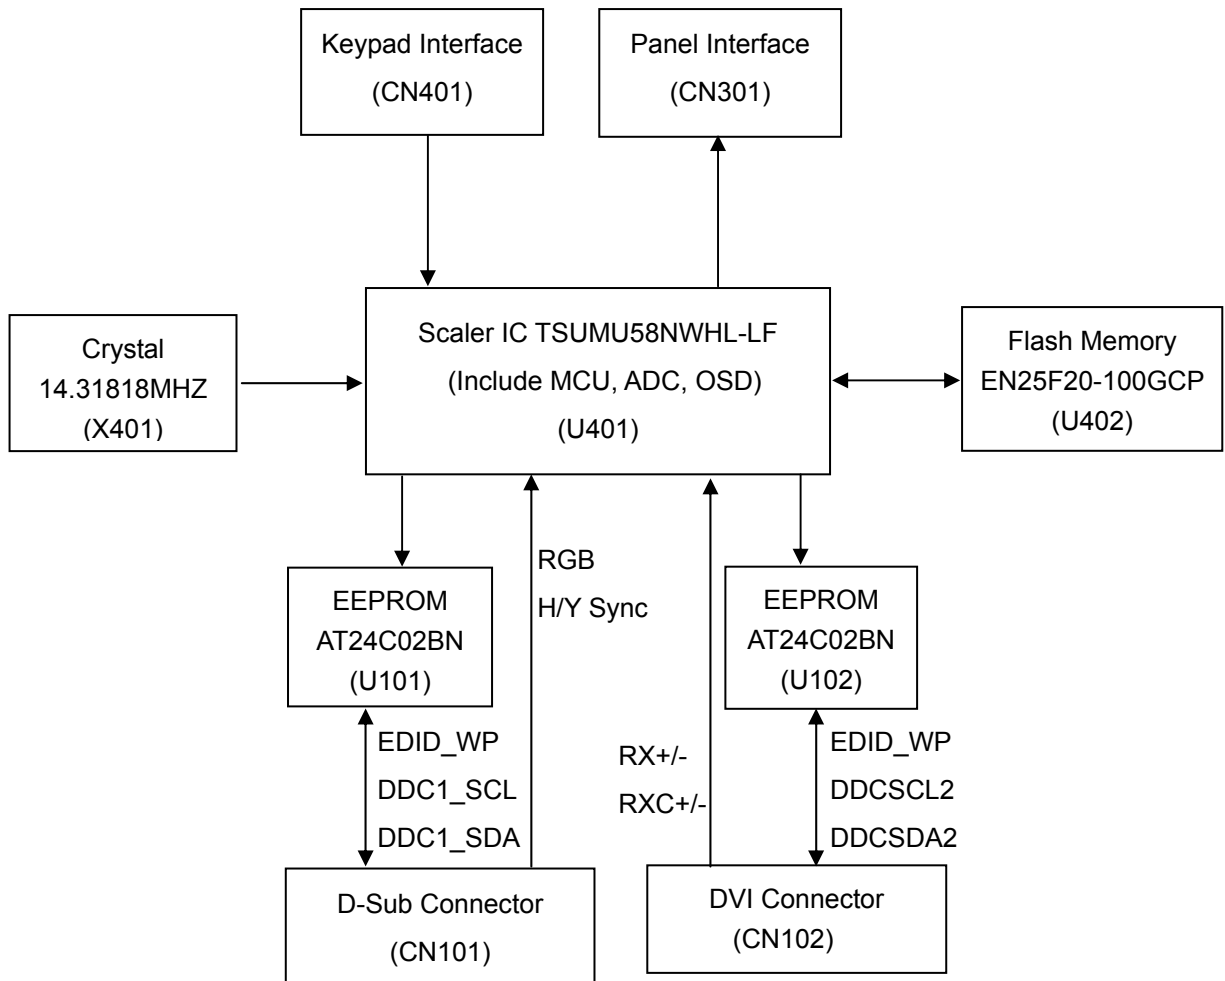 Keypad Interface
(CN401)
Panel Interface
(CN301)
Crystal
14.31818MHZ
(X401)
Scaler IC TSUMU58NWHL-LF
(Include MCU, ADC, OSD)
(U401)
Flash Memory
EN25F20-100GCP
(U402)
EEPROM
AT24C02BN
(U101)
RGB
H/Y Sync
EEPROM
AT24C02BN
(U102)
EDID_WP
DDC1_SCL
DDC1_SDA
RX+/-
RXC+/-
EDID_WP
DDCSCL2
DDCSDA2
D-Sub Connector
(CN101)
DVI Connector
(CN102)